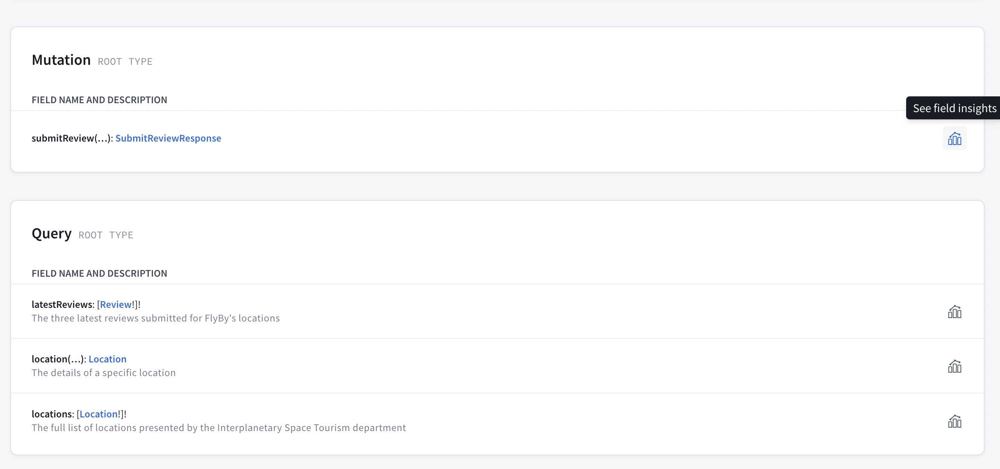 Mutation ROOT TYPE
FIELD NAME AND DESCRIPTION
See field insights
submitReview(...): SubmitReviewResponse
Query ROOT TYPE
FIELD NAME AND DESCRIPTION
latestReviews: [Review!]!
The three latest reviews submitted for FlyBy's locations
location(...): Location
The details of a specific location
locations: [Location!]!
The full list of locations presented by the Interplanetary Space Tourism department